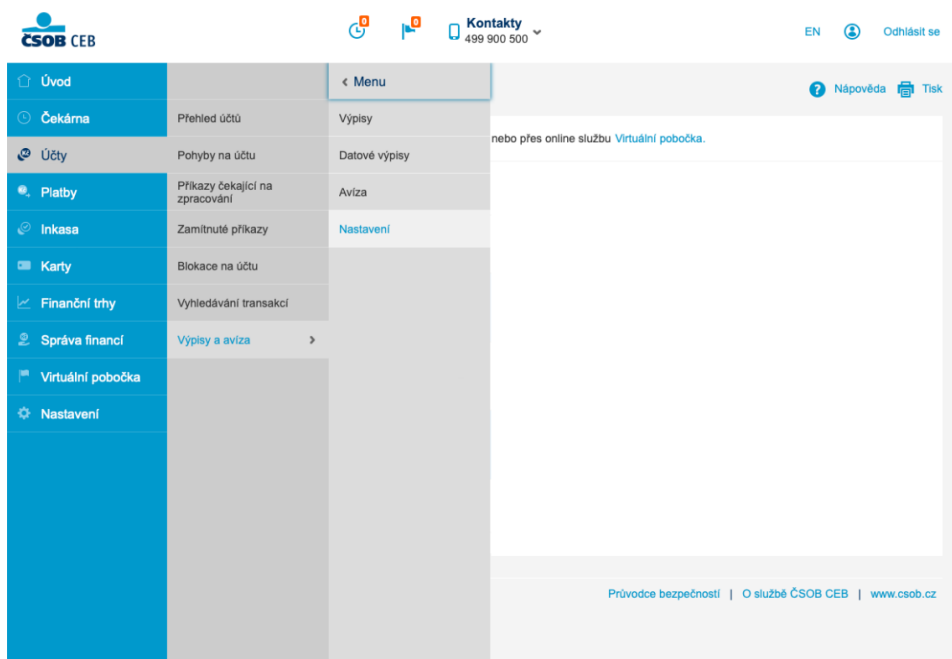 ČSOB CEB
0
0
Kontakty
499 900 500
EN
Odhlásit se
Úvod
Čekárna
Účty
Platby
Inkasa
Karty
Finanční trhy
Správa financí
Virtuální pobočka
Nastavení
Přehled účtů
Pohyby na účtu
Příkazy čekající na
zpracování
Zamítnuté příkazy
Blokace na účtu
Vyhledávání transakcí
Výpisy a avíza
Menu
Výpisy
Datové výpisy
Avíza
Nastavení
Nápověda
Tisk
nebo přes online službu Virtuální pobočka.
Průvodce bezpečností | O službě ČSOB CEB | www.csob.cz